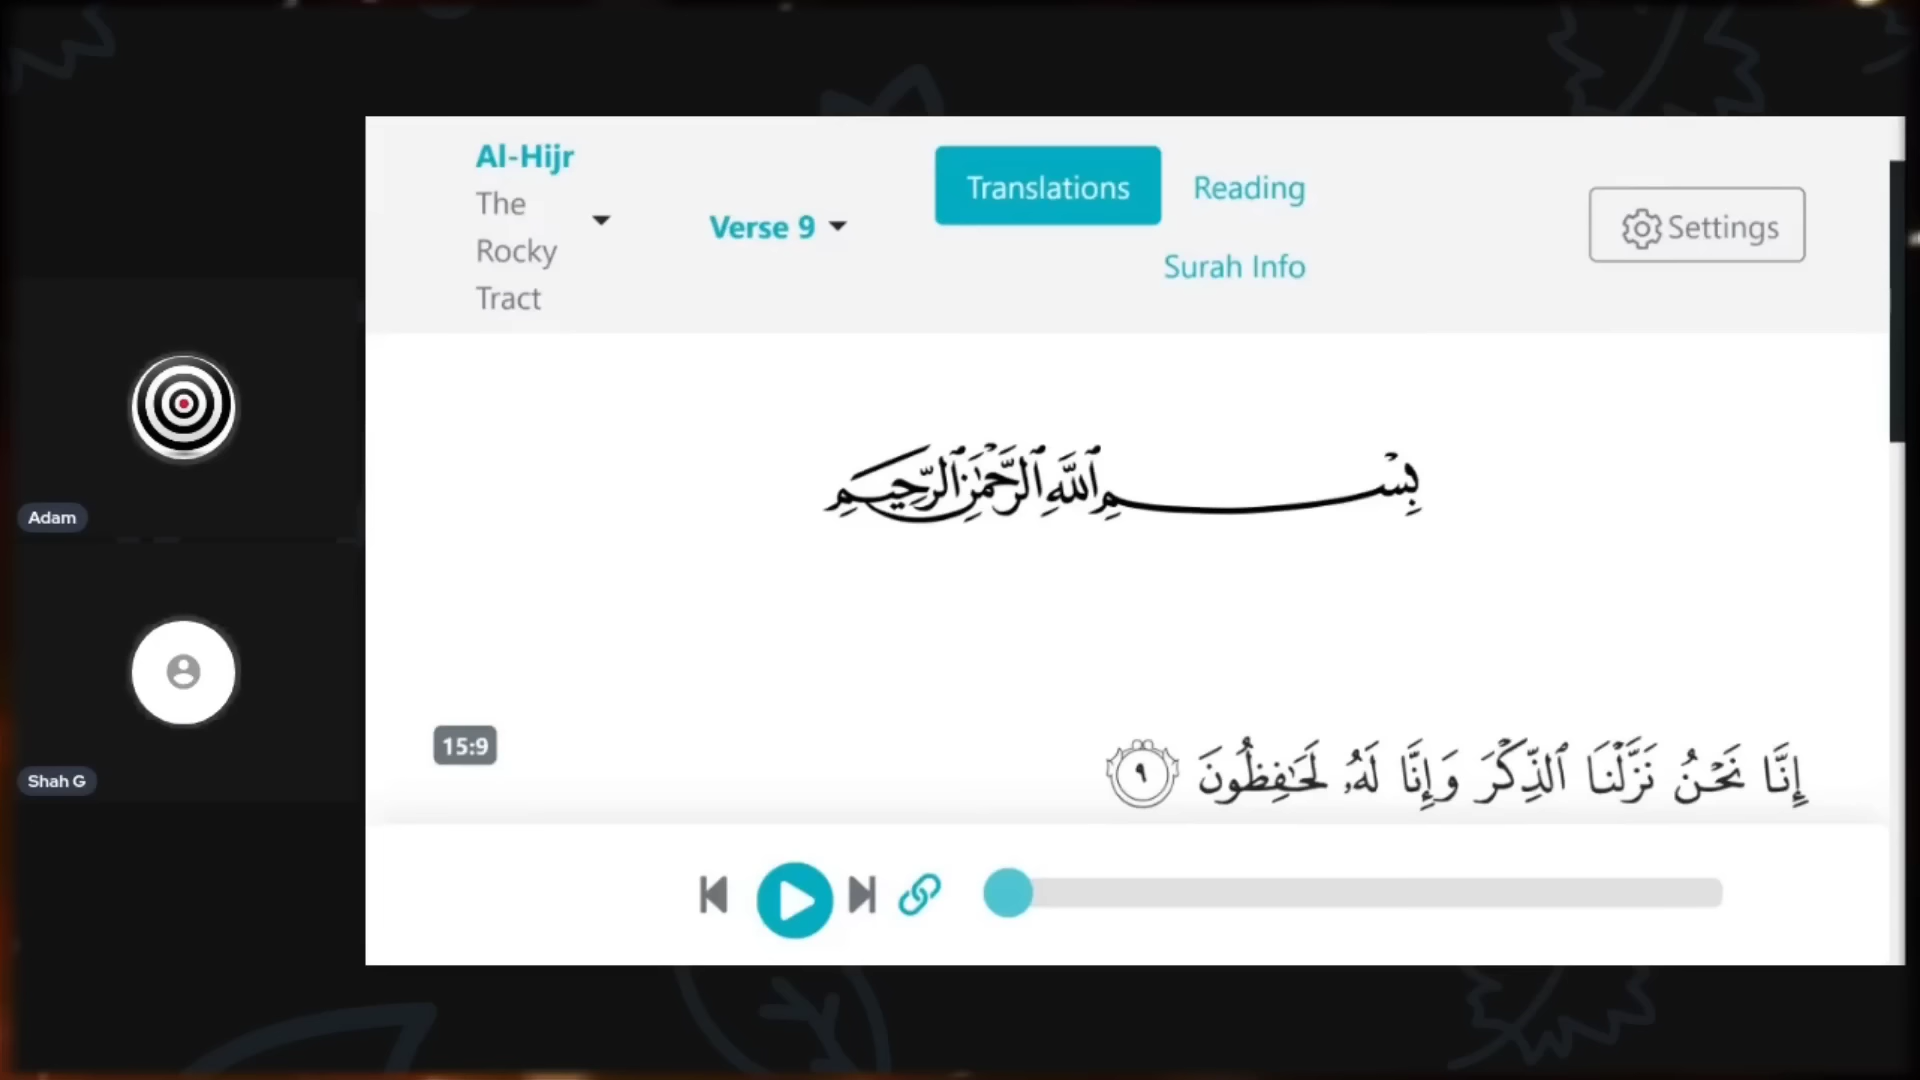 Al-Hijr
The
Rocky
Tract
Verse 9
Translations
Reading
Surah Info
Settings
بِسْمِ ٱللَّهِ ٱلرَّحْمَٰنِ ٱلرَّحِيمِ
15:9
إِنَّا نَحْنُ نَزَّلْنَا ٱلذِّكْرَ وَإِنَّا لَهُۥ لَحَـٰفِظُونَ ٩
Adam
Shah G